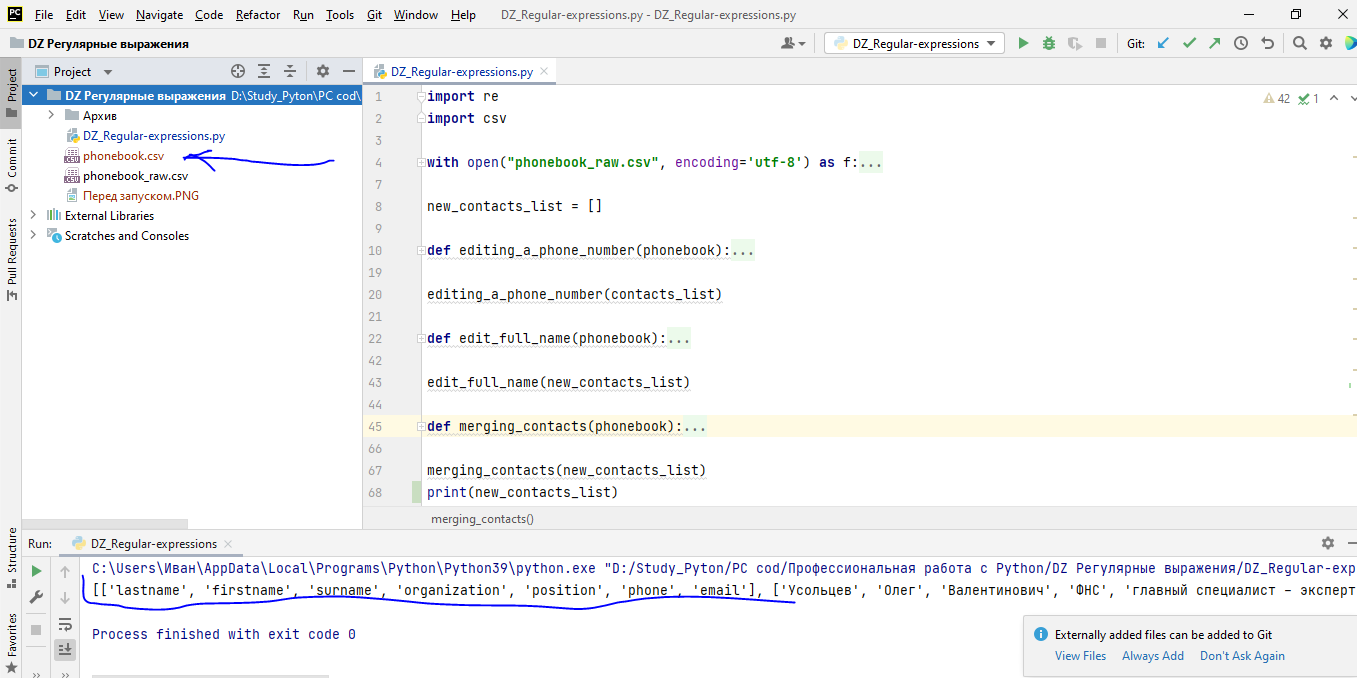 PC File Edit View Navigate Code Refactor Run Tools Git Window Help DZ_Regular-expressions.py - DZ_Regular-expressions.py
DZ Регулярные выражения DZ_Regular-expressions Git:
Project DZ_Regular-expressions.py
DZ Регулярные выражения D:\Study_Pyton\PC cod\
Архив
DZ_Regular-expressions.py
phonebook.csv
phonebook_raw.csv
Перед запуском.PNG
External Libraries
Scratches and Consoles
Project
Commit
Pull Requests
Structure
Favorites
42 1
1 import re
2 import csv
3
4 with open("phonebook_raw.csv", encoding='utf-8') as f:...
7
8 new_contacts_list = []
9
10 def editing_a_phone_number(phonebook):...
19
20 editing_a_phone_number(contacts_list)
21
22 def edit_full_name(phonebook):...
42
43 edit_full_name(new_contacts_list)
44
45 def merging_contacts(phonebook):...
66
67 merging_contacts(new_contacts_list)
68 print(new_contacts_list)
merging_contacts()
Run: DZ_Regular-expressions
C:\Users\Иван\AppData\Local\Programs\Python\Python39\python.exe "D:/Study_Pyton/PC cod/Профессиональная работа с Python/DZ Регулярные выражения/DZ_Regular-exp
[['lastname', 'firstname', 'surname', 'organization', 'position', 'phone', 'email'], ['Усольцев', 'Олег', 'Валентинович', 'ФНС', 'главный специалист – эксперт
Process finished with exit code 0
Externally added files can be added to Git
View Files Always Add Don't Ask Again